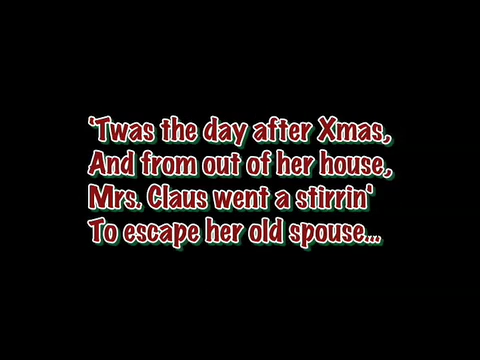 'Twas the day after Xmas,
And from out of her house,
Mrs. Claus went a stirrin'
To escape her old spouse...